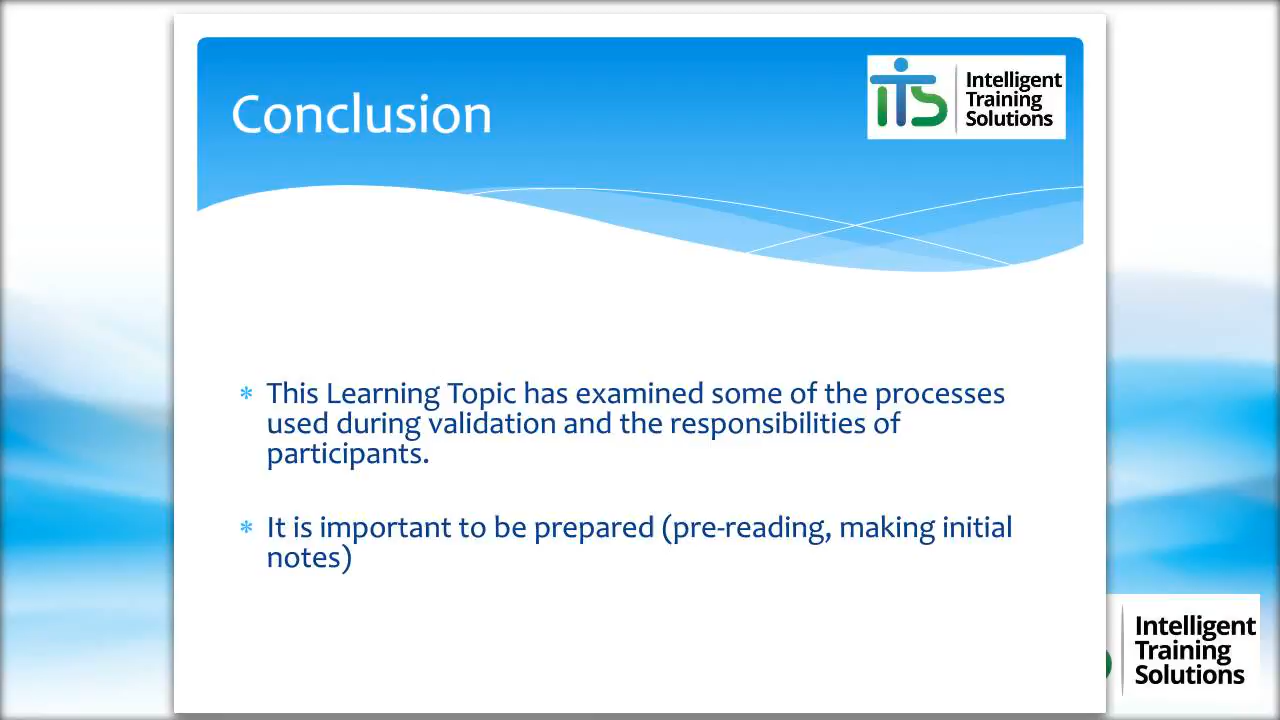 Conclusion
iTS
Intelligent
Training
Solutions
* This Learning Topic has examined some of the processes
used during validation and the responsibilities of
participants.
* It is important to be prepared (pre-reading, making initial
notes)
Intelligent
Training
Solutions